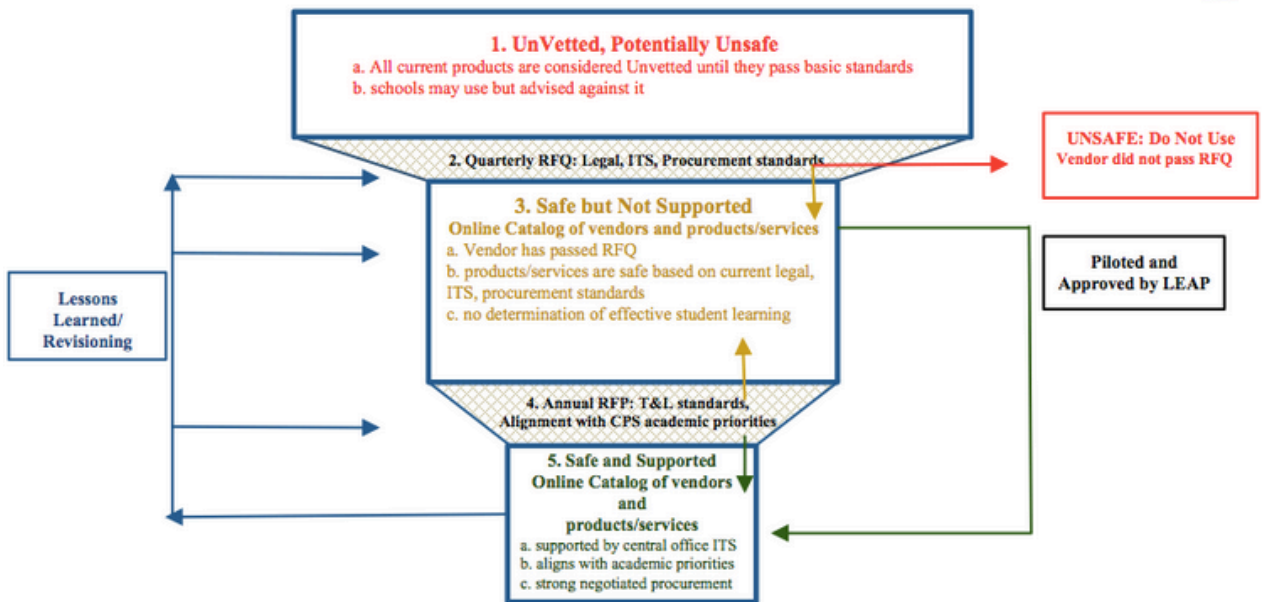 1. UnVetted, Potentially Unsafe
a. All current products are considered Unvetted until they pass basic standards
b. schools may use but advised against it
2. Quarterly RFQ: Legal, ITS, Procurement standards
UNSAFE: Do Not Use
Vendor did not pass RFQ
3. Safe but Not Supported
Online Catalog of vendors and products/services
a. Vendor has passed RFQ
b. products/services are safe based on current legal,
ITS, procurement standards
c. no determination of effective student learning
Piloted and
Approved by LEAP
Lessons
Learned/
Revisioning
4. Annual RFP: T&L standards,
Alignment with CPS academic priorities
5. Safe and Supported
Online Catalog of vendors
and
products/services
a. supported by central office ITS
b. aligns with academic priorities
c. strong negotiated procurement